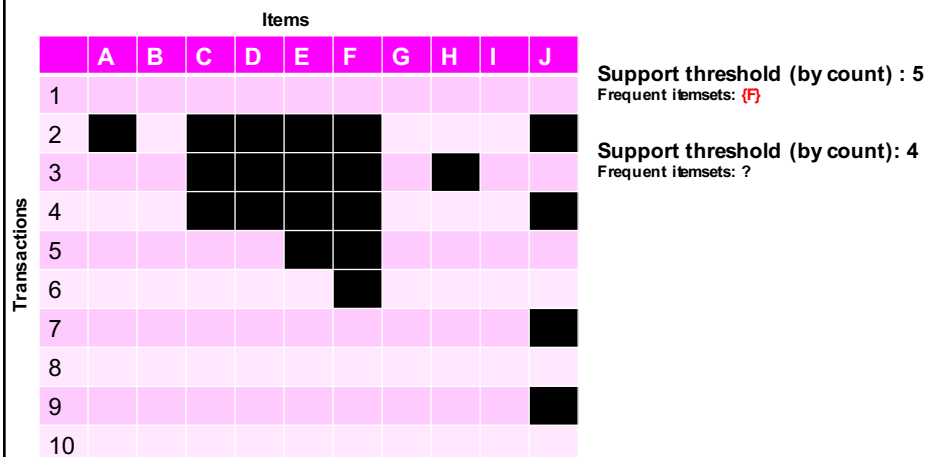 Items
A B C D E F G H I J
Transactions
1
2
3
4
5
6
7
8
9
10
Support threshold (by count) : 5
Frequent itemsets: {F}
Support threshold (by count): 4
Frequent itemsets: ?